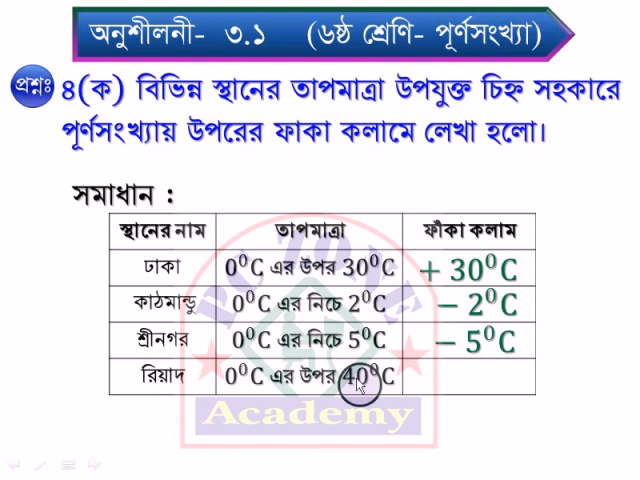 অনুশীলনী- ৩.১ (৬ষ্ঠ শ্রেণি- পূর্ণসংখ্যা)
প্রশ্নঃ ৪(ক) বিভিন্ন স্থানের তাপমাত্রা উপযুক্ত চিহ্ন সহকারে
পূর্ণসংখ্যায় উপরের ফাকা কলামে লেখা হলো।
সমাধান :
স্থানের নাম তাপমাত্রা ফাঁকা কলাম
ঢাকা 0⁰C এর উপর 30⁰C + 30⁰C
কাঠমান্ডু 0⁰C এর নিচে 2⁰C − 2⁰C
শ্রীনগর 0⁰C এর নিচে 5⁰C − 5⁰C
রিয়াদ 0⁰C এর উপর 40⁰C
PC ZONE
Academy